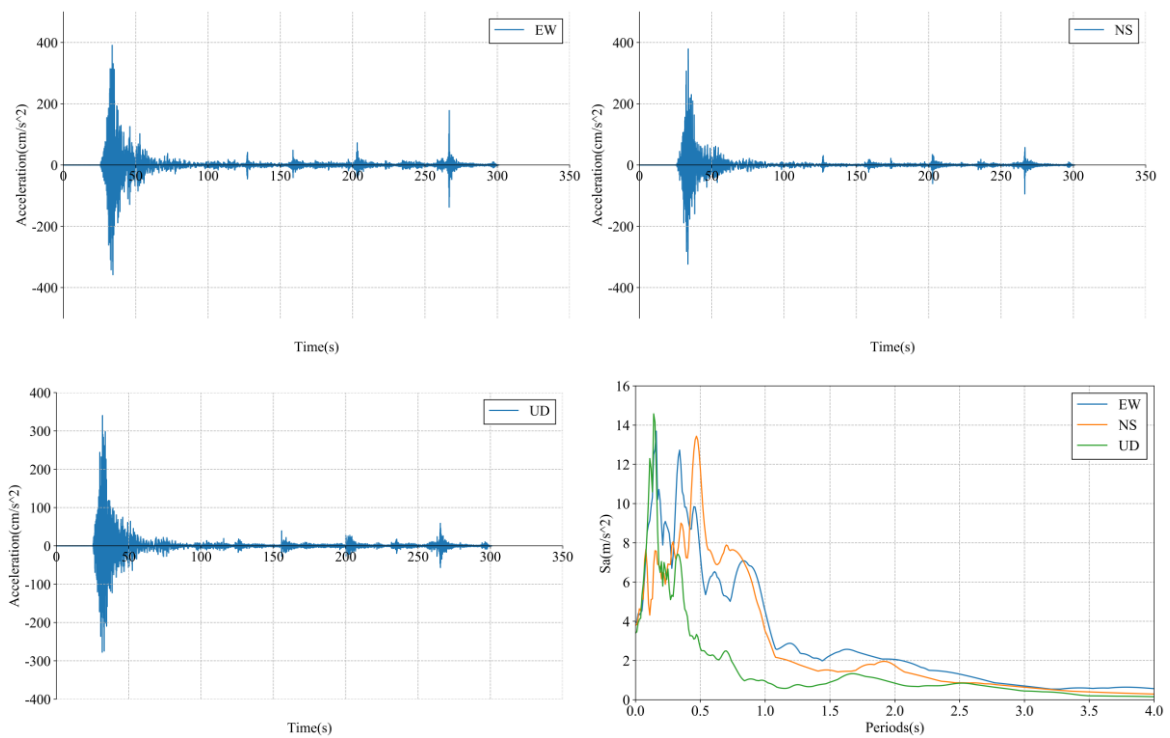 400
200
0
-200
-400
Acceleration(cm/s^2)
0 50 100 150 200 250 300 350
Time(s)
EW
400
200
0
-200
-400
Acceleration(cm/s^2)
0 50 100 150 200 250 300 350
Time(s)
NS
400
300
200
100
0
-100
-200
-300
-400
Acceleration(cm/s^2)
0 50 100 150 200 250 300 350
Time(s)
UD
16
14
12
10
8
6
4
2
0
Sa(m/s^2)
0.0 0.5 1.0 1.5 2.0 2.5 3.0 3.5 4.0
Periods(s)
EW
NS
UD